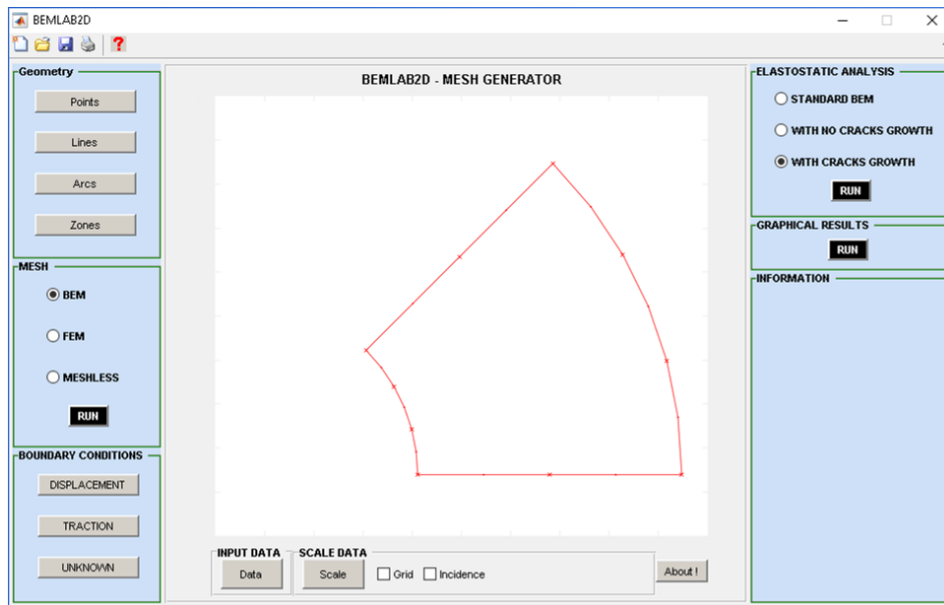 BEMLAB2D
Geometry
Points
Lines
Arcs
Zones
MESH
BEM
FEM
MESHLESS
RUN
BOUNDARY CONDITIONS
DISPLACEMENT
TRACTION
UNKNOWN
BEMLAB2D - MESH GENERATOR
INPUT DATA
Data
SCALE DATA
Scale
Grid
Incidence
About !
ELASTOSTATIC ANALYSIS
STANDARD BEM
WITH NO CRACKS GROWTH
WITH CRACKS GROWTH
RUN
GRAPHICAL RESULTS
RUN
INFORMATION